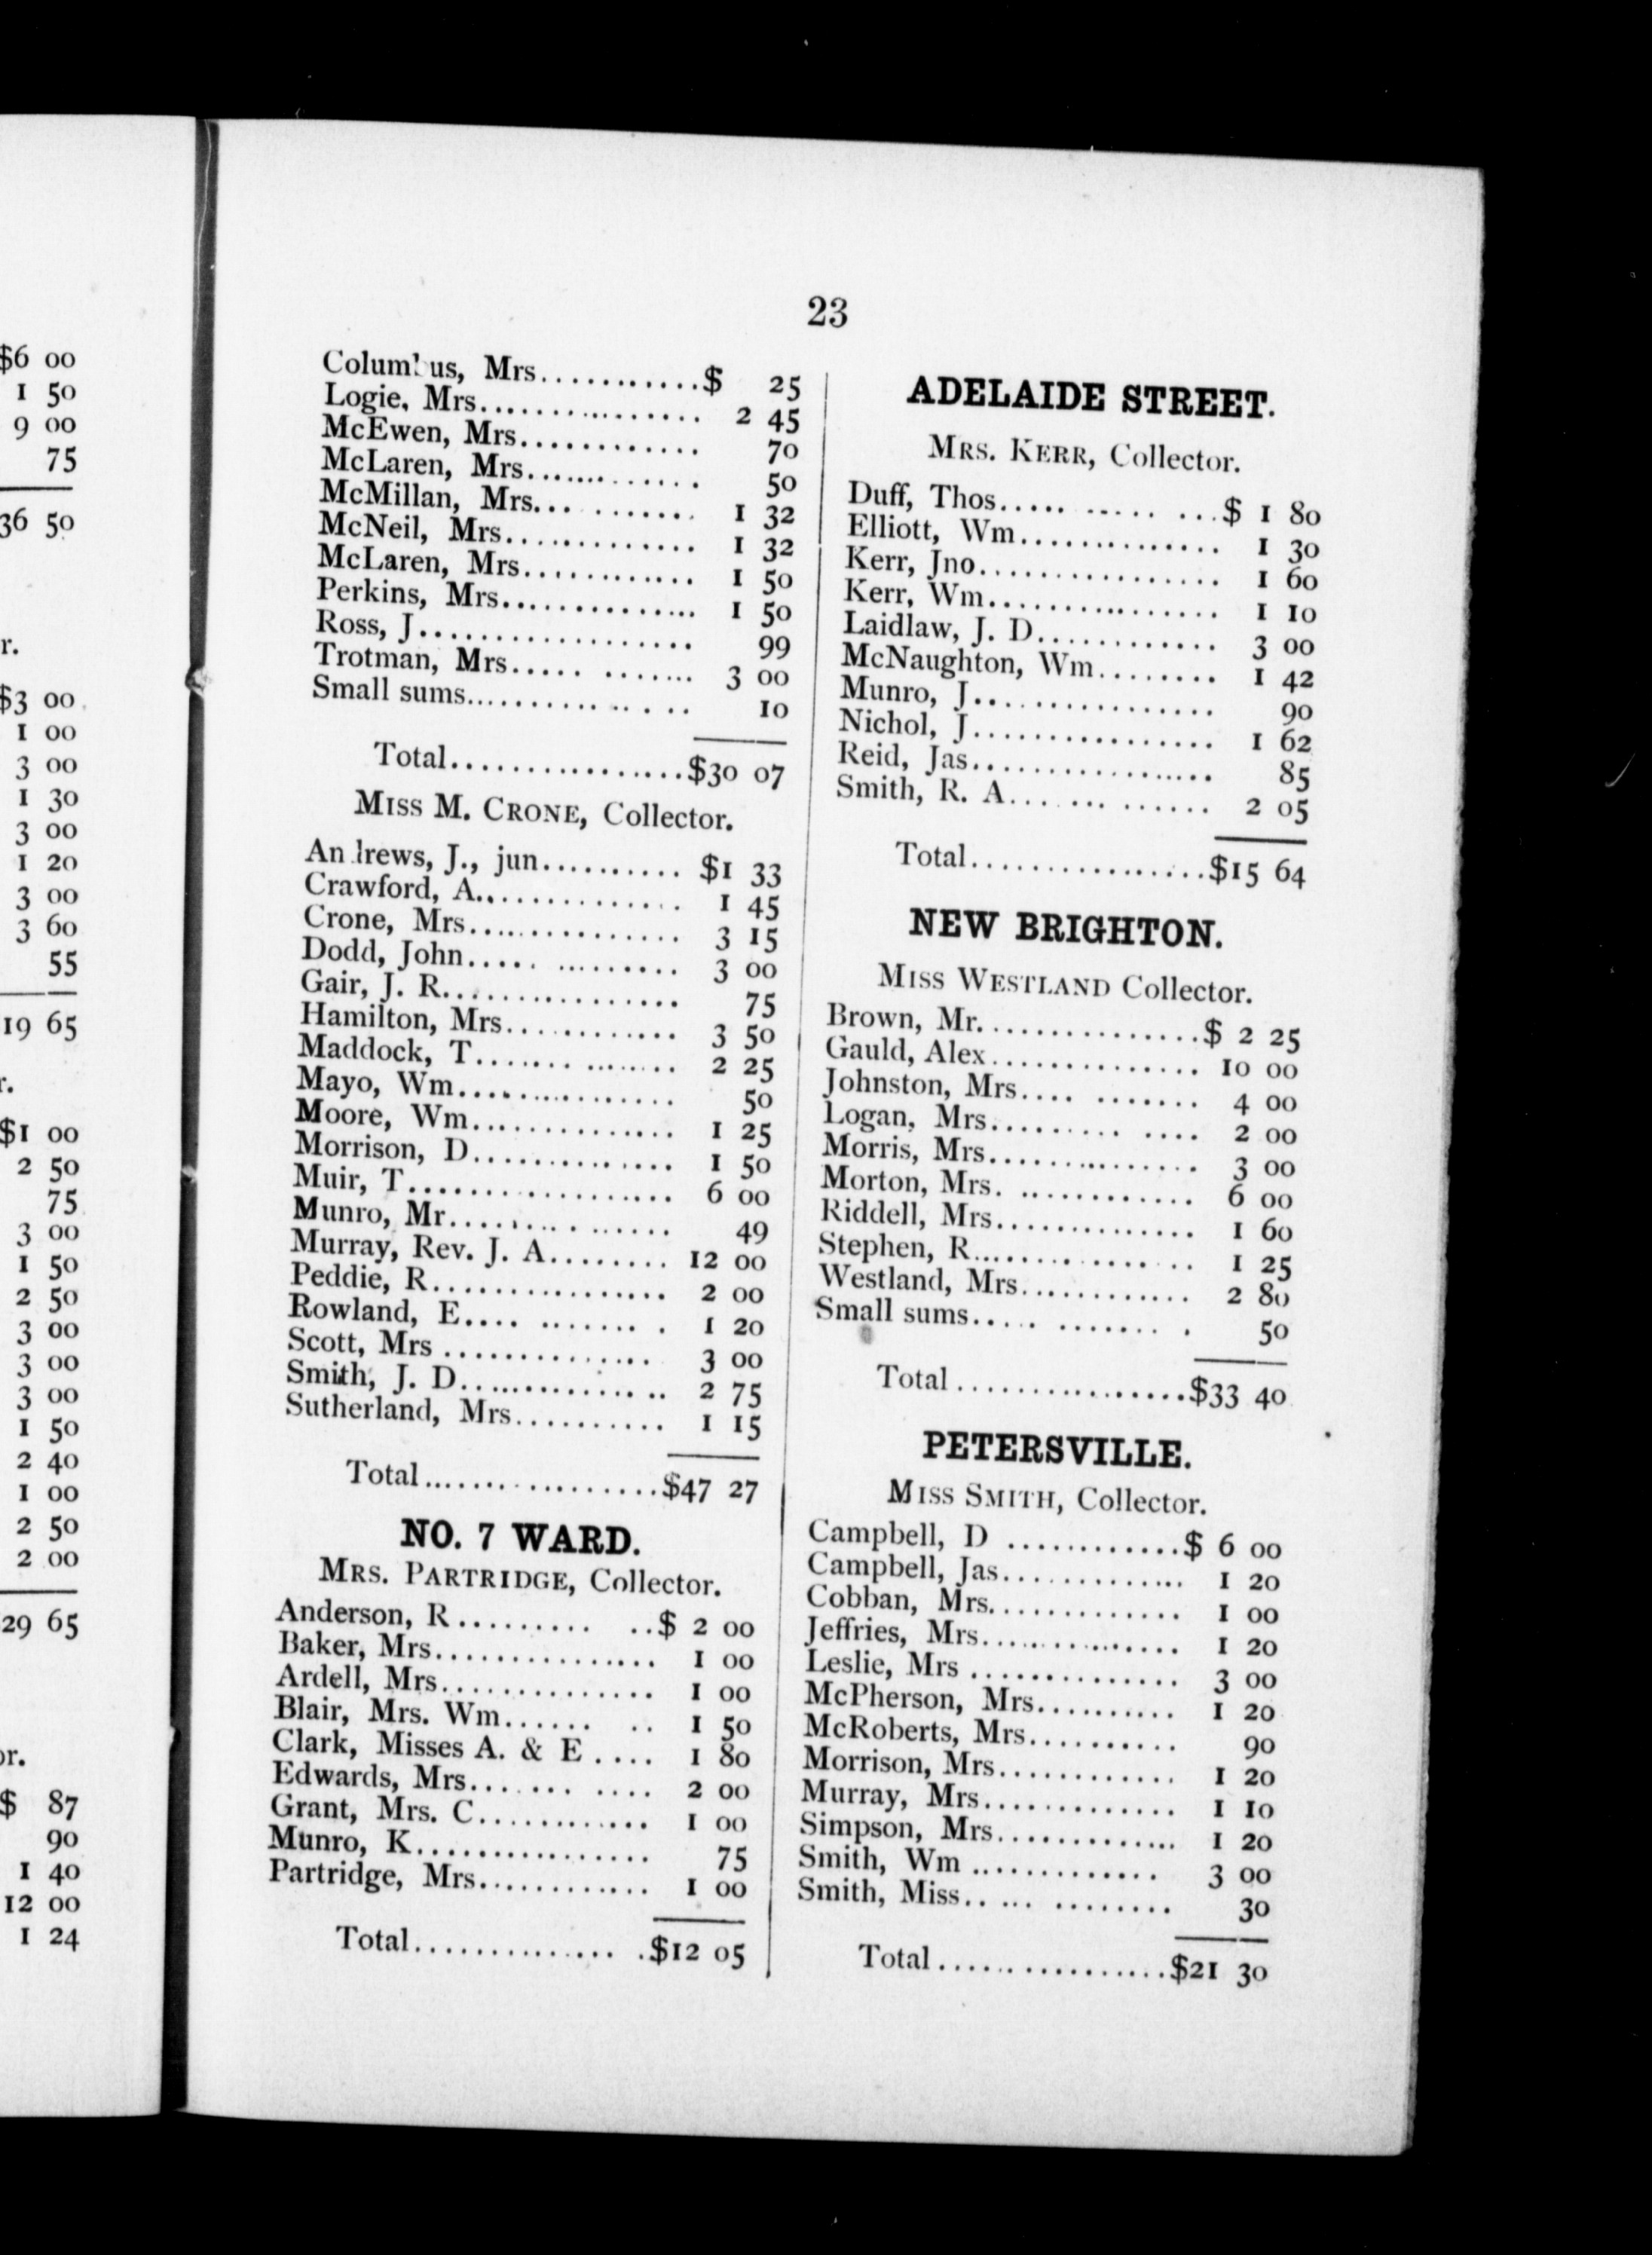 $6 00
1 50
9 00
75
36 50
r.
$3 00
1 00
3 00
1 30
3 00
1 20
3 00
3 60
55
19 65
r.
$1 00
2 50
75
3 00
1 50
2 50
3 00
3 00
3 00
1 50
2 40
1 00
2 50
2 00
29 65
or.
$ 87
90
1 40
12 00
1 24
23
Columbus, Mrs............$ 25
Logie, Mrs............... 2 45
McEwen, Mrs............. 70
McLaren, Mrs............. 50
McMillan, Mrs... ........ 1 32
McNeil, Mrs.............. 1 32
McLaren, Mrs............ 1 50
Perkins, Mrs.............. 1 50
Ross, J................... 99
Trotman, Mrs..... ....... 3 00
Small sums............... 10
Total................$30 07
MISS M. CRONE, Collector.
Andrews, J., jun........... $1 33
Crawford, A.............. 1 45
Crone, Mrs............... 3 15
Dodd, John..... ......... 3 00
Gair, J. R................ 75
Hamilton, Mrs............ 3 50
Maddock, T....... ....... 2 25
Mayo, Wm............... 50
Moore, Wm.............. 1 25
Morrison, D.............. 1 50
Muir, T.................. 6 00
Munro, Mr............... 49
Murray, Rev. J. A........ 12 00
Peddie, R................ 2 00
Rowland, E.... ....... . 1 20
Scott, Mrs .............. 3 00
Smith, J. D.............. 2 75
Sutherland, Mrs.......... 1 15
Total................$47 27
NO. 7 WARD.
MRS. PARTRIDGE, Collector.
Anderson, R ......... ..$ 2 00
Baker, Mrs............... 1 00
Ardell, Mrs.............. 1 00
Blair, Mrs. Wm...... .. 1 50
Clark, Misses A. & E .... 1 80
Edwards, Mrs....... .... 2 00
Grant, Mrs. C............ 1 00
Munro, K................ 75
Partridge, Mrs............ 1 00
Total.............. .$12 05
ADELAIDE STREET.
MRS. KERR, Collector.
Duff, Thos..... ..... ...$ 1 80
Elliott, Wm.............. 1 30
Kerr, Jno................. 1 60
Kerr, Wm................ 1 10
Laidlaw, J. D............. 3 00
McNaughton, Wm........ 1 42
Munro, J................. 90
Nichol, J................. 1 62
Reid, Jas................. 85
Smith, R. A.... ... ...... 2 05
Total................$15 64
NEW BRIGHTON.
MISS WESTLAND Collector.
Brown, Mr................$ 2 25
Gauld, Alex.............. 10 00
Johnston, Mrs.... ....... 4 00
Logan, Mrs......... .... 2 00
Morris, Mrs.............. 3 00
Morton, Mrs. ............ 6 00
Riddell, Mrs.............. 1 60
Stephen, R............... 1 25
Westland, Mrs............ 2 80
Small sums..... ....... . 50
Total ................$33 40
PETERSVILLE.
MISS SMITH, Collector.
Campbell, D ............$ 6 00
Campbell, Jas............. 1 20
Cobban, Mrs............. 1 00
Jeffries, Mrs.............. 1 20
Leslie, Mrs .............. 3 00
McPherson, Mrs.......... 1 20
McRoberts, Mrs.......... 90
Morrison, Mrs............ 1 20
Murray, Mrs............. 1 10
Simpson, Mrs............. 1 20
Smith, Wm ............. 3 00
Smith, Miss.. ... ........ 30
Total ................$21 30